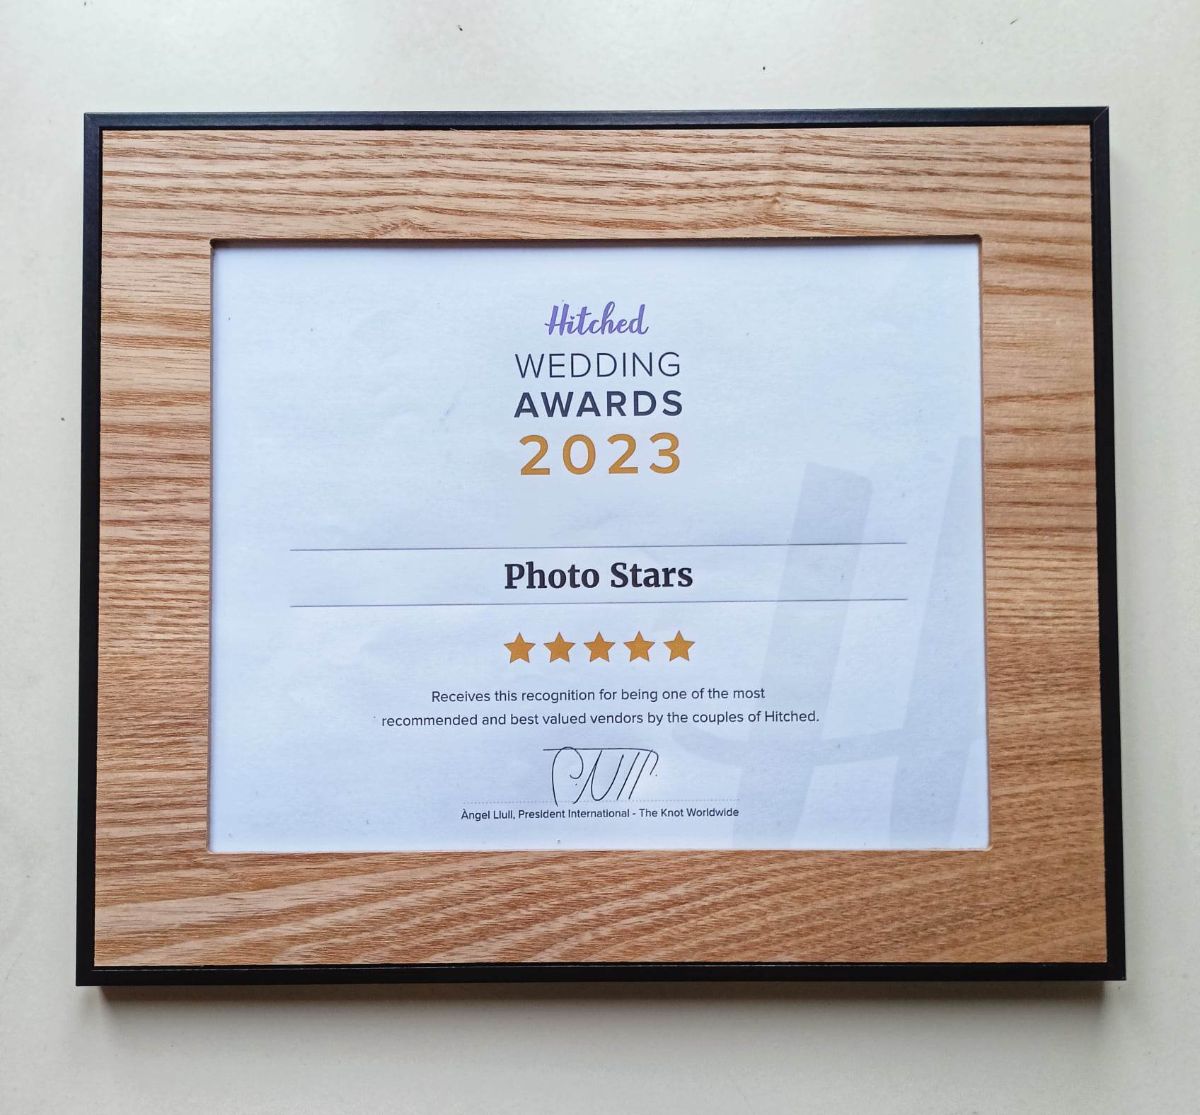 Hitched
WEDDING
AWARDS
2023
Photo Stars
Receives this recognition for being one of the most
recommended and best valued vendors by the couples of Hitched.
Àngel Llull, President International - The Knot Worldwide